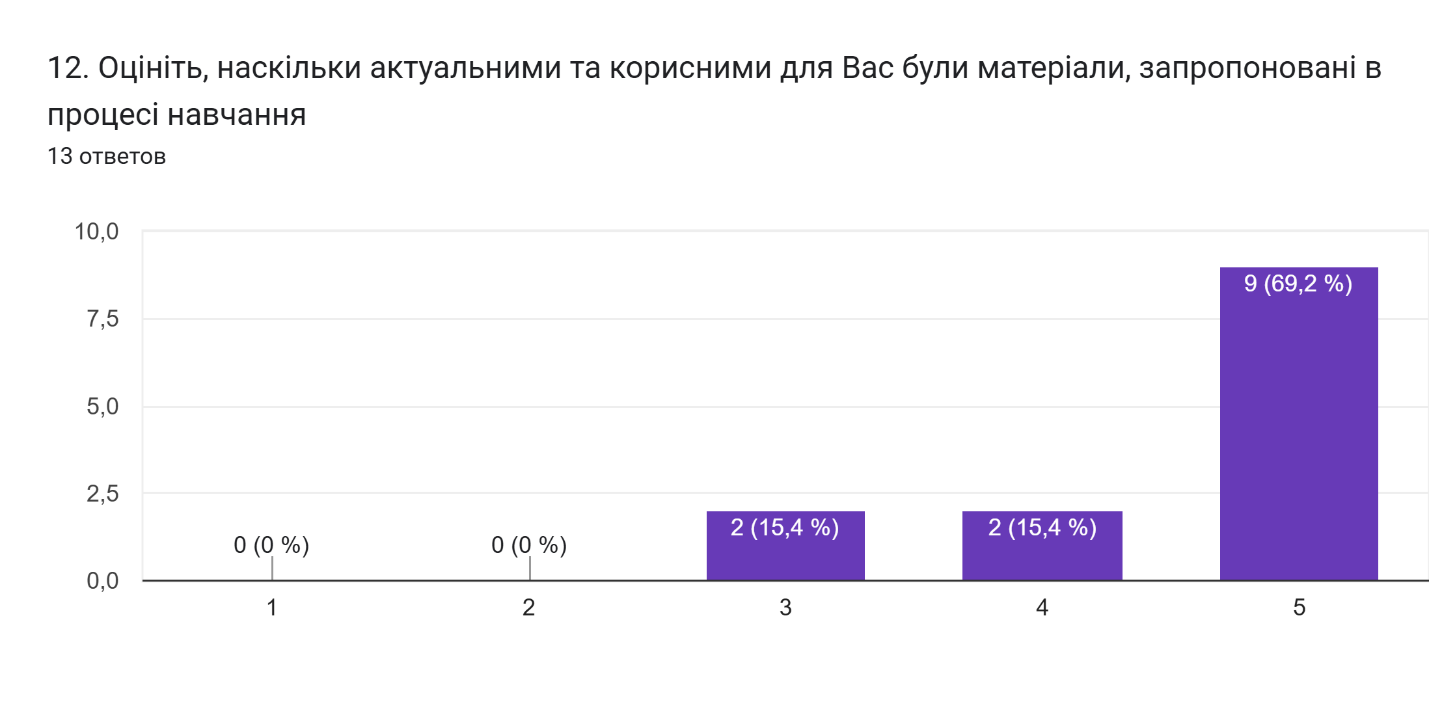 12. Оцініть, наскільки актуальними та корисними для Вас були матеріали, запропоновані в
процесі навчання
13 ответов
10,0
7,5
5,0
2,5
0,0
0 (0 %)
0 (0 %)
2 (15,4 %)
2 (15,4 %)
9 (69,2 %)
1
2
3
4
5